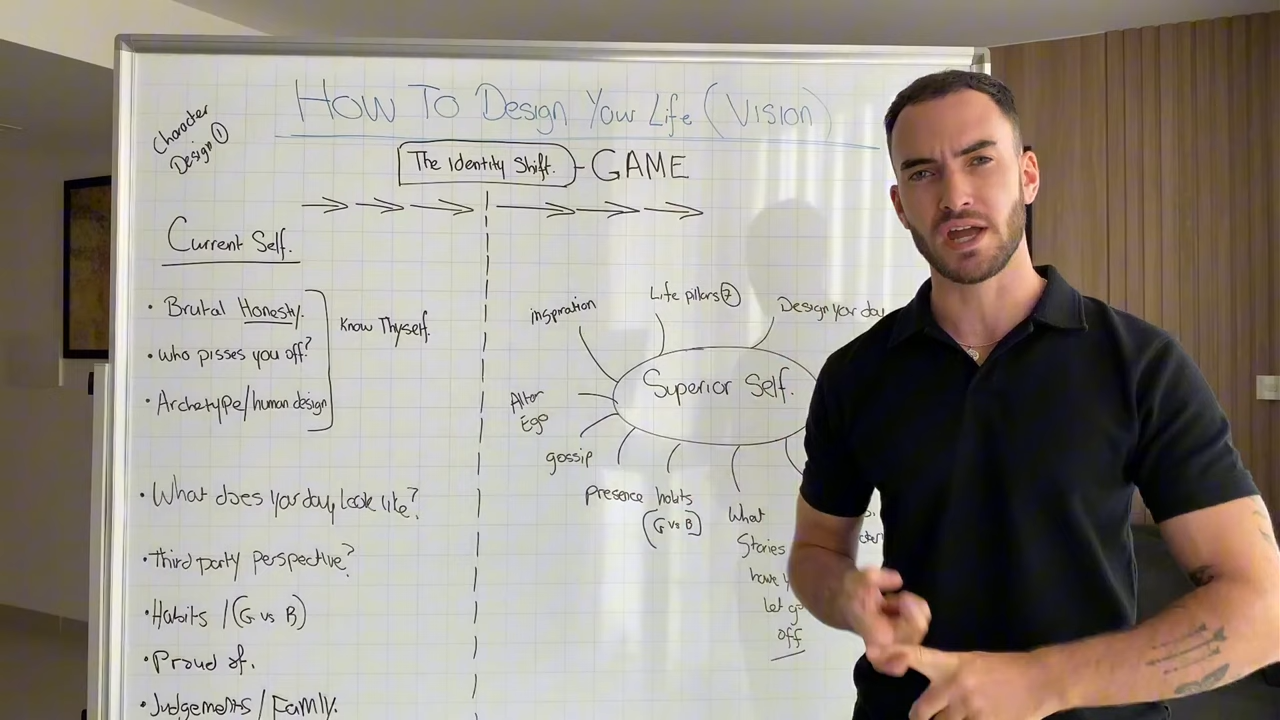 Character
Design ①
How To Design Your Life (Vision)
The Identity Shift. - GAME
Current Self.
• Brutal Honesty.
• who pisses you off?
• Archetype/human design
Know Thyself.
• What does your day look like?
• Third party perspective?
• Habits / (G vs B)
• Proud of.
• Judgements / Family.
inspiration
Life pillars ⑦
Design your day
Superior Self.
Alter
Ego
gossip
presence habits
(G vs B)
What
Stories
have
let go
off